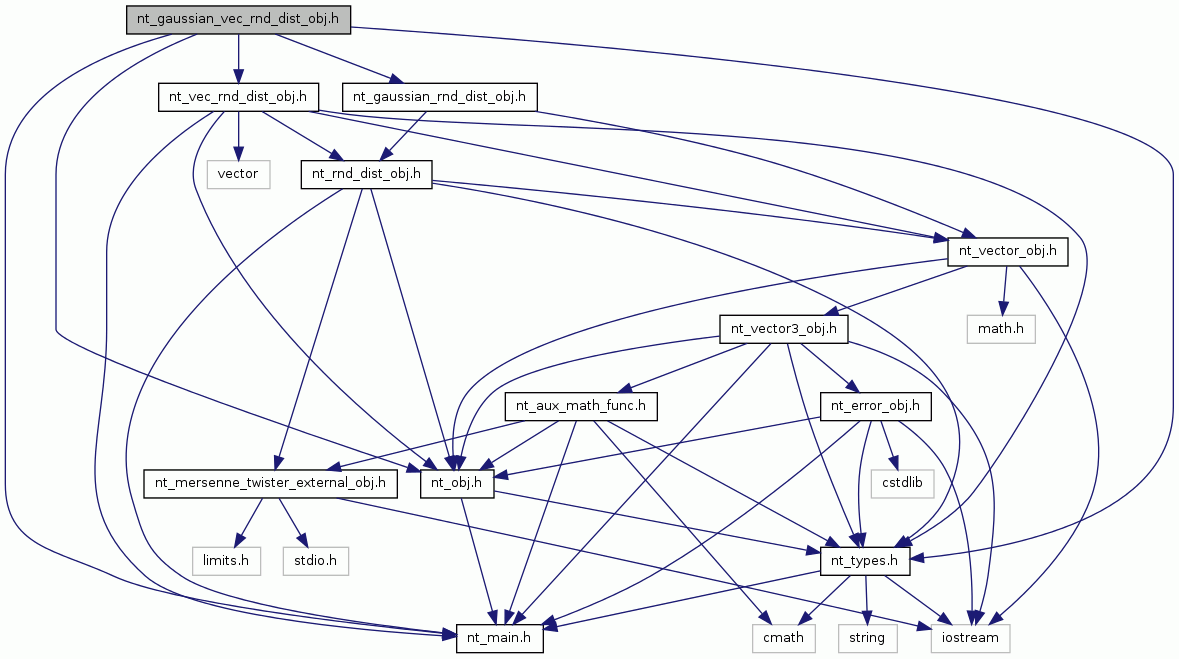 nt_gaussian_vec_rnd_dist_obj.h
nt_vec_rnd_dist_obj.h
nt_gaussian_rnd_dist_obj.h
vector
nt_rnd_dist_obj.h
nt_vector_obj.h
nt_vector3_obj.h
math.h
nt_aux_math_func.h
nt_error_obj.h
nt_mersenne_twister_external_obj.h
nt_obj.h
cstdlib
limits.h
stdio.h
nt_types.h
nt_main.h
cmath
string
iostream